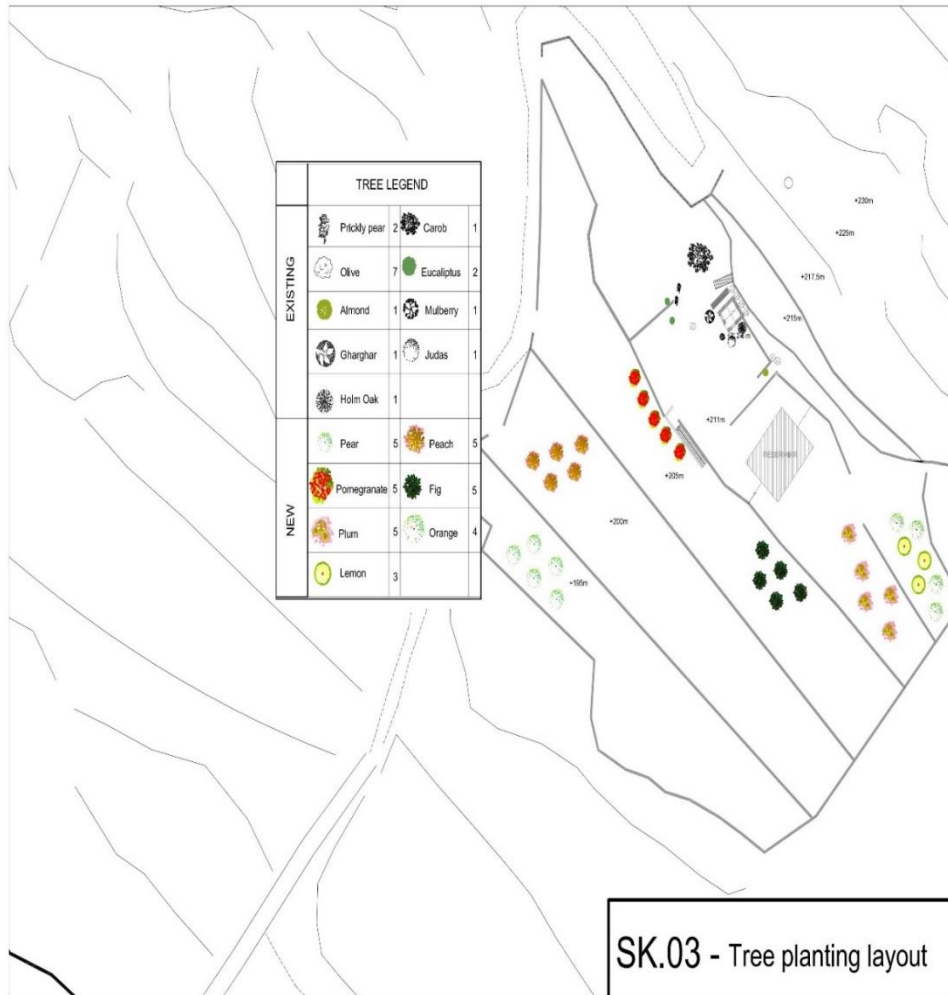 TREE LEGEND
EXISTING
Prickly pear 2 Carob 1
Olive 7 Eucaliptus 2
Almond 1 Mulberry 1
Gharghar 1 Judas 1
Holm Oak 1
NEW
Pear 5 Peach 5
Pomegranate 5 Fig 5
Plum 5 Orange 4
Lemon 3
+230m
+225m
+217.5m
+215m
+211m
RESERVOIR
+205m
+200m
+195m
SK.03 - Tree planting layout